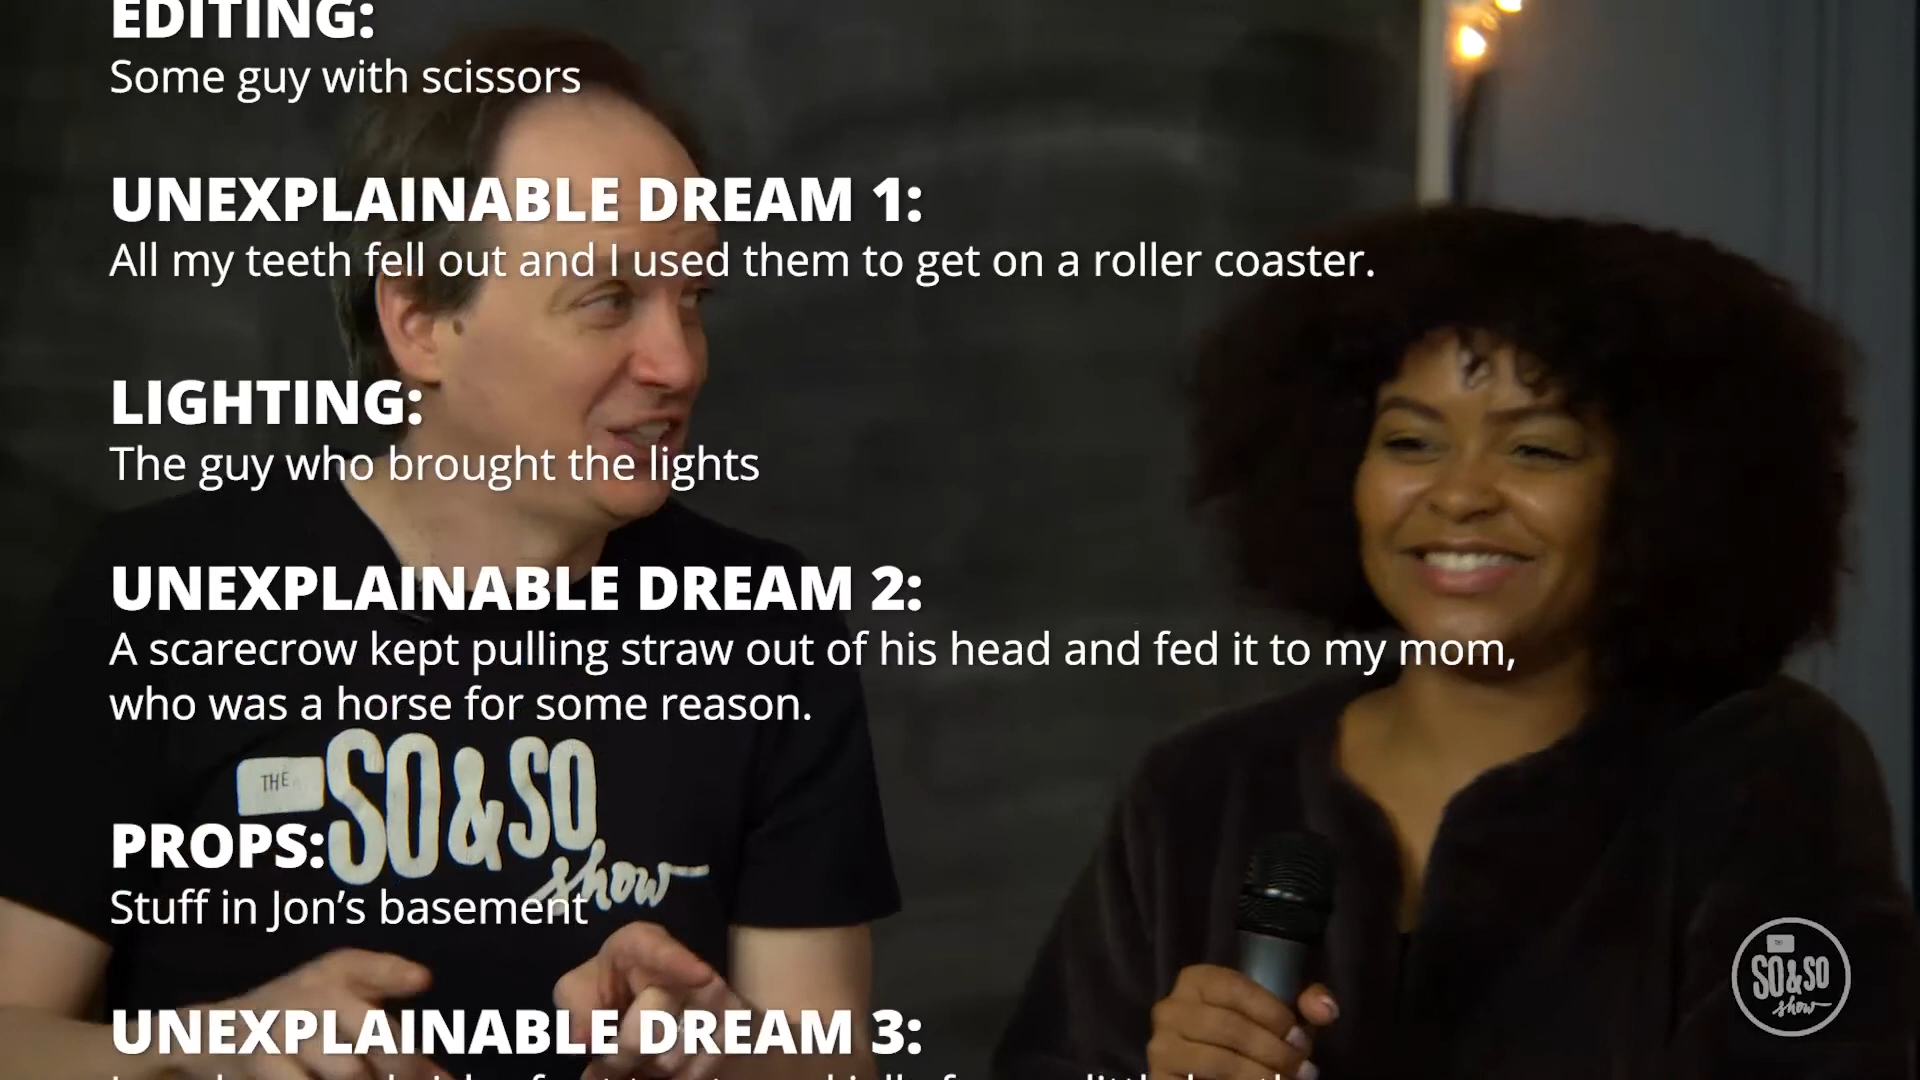 EDITING:
Some guy with scissors
UNEXPLAINABLE DREAM 1:
All my teeth fell out and I used them to get on a roller coaster.
LIGHTING:
The guy who brought the lights
UNEXPLAINABLE DREAM 2:
A scarecrow kept pulling straw out of his head and fed it to my mom,
who was a horse for some reason.
THE
SO & SO
show
PROPS:
Stuff in Jon’s basement
THE
SO & SO
show
UNEXPLAINABLE DREAM 3: